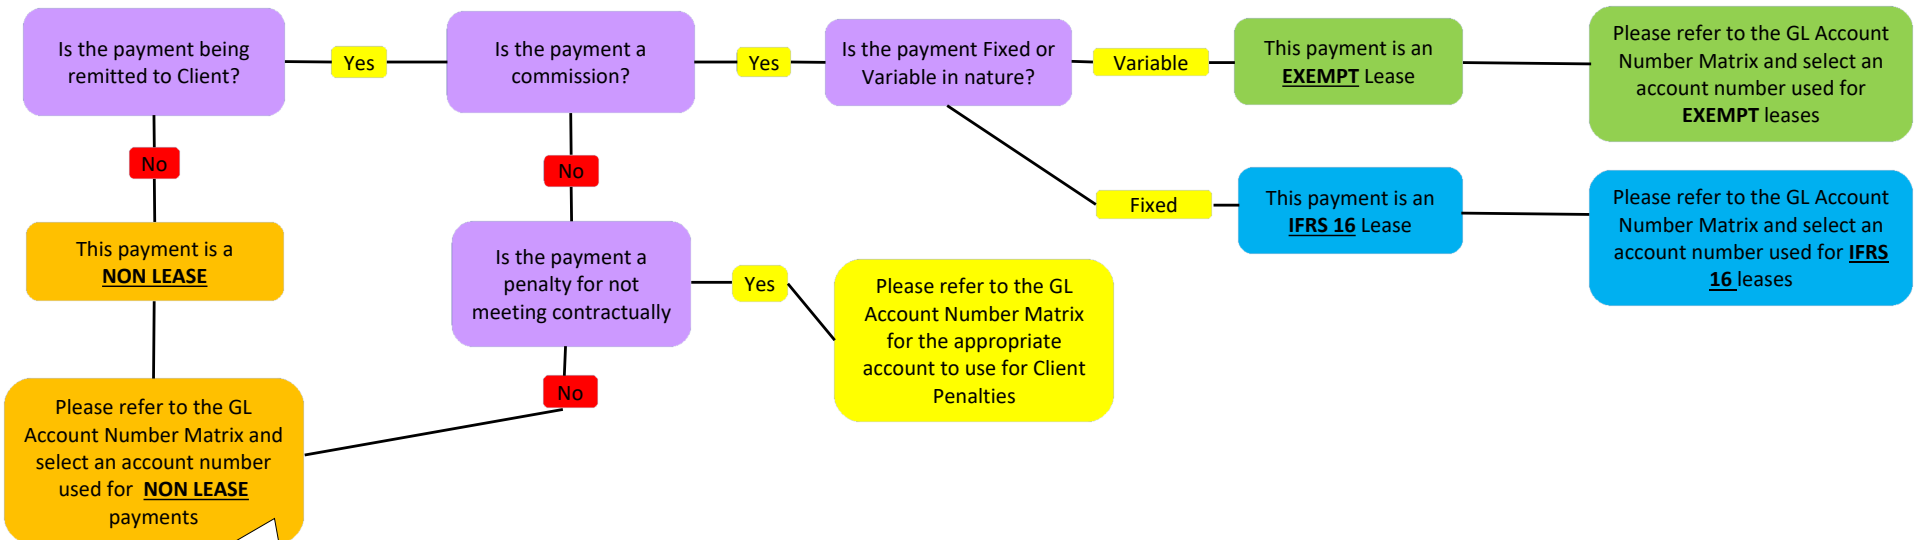 Is the payment being
remitted to Client?
Yes
Is the payment a
commission?
Yes
Is the payment Fixed or
Variable in nature?
Variable
This payment is an
EXEMPT Lease
Please refer to the GL Account
Number Matrix and select an
account number used for
EXEMPT leases
No
No
Fixed
This payment is an
IFRS 16 Lease
Please refer to the GL Account
Number Matrix and select an
account number used for IFRS
16 leases
This payment is a
NON LEASE
Is the payment a
penalty for not
meeting contractually
Yes
Please refer to the GL
Account Number Matrix
for the appropriate
account to use for Client
Penalties
No
Please refer to the GL
Account Number Matrix and
select an account number
used for NON LEASE
payments